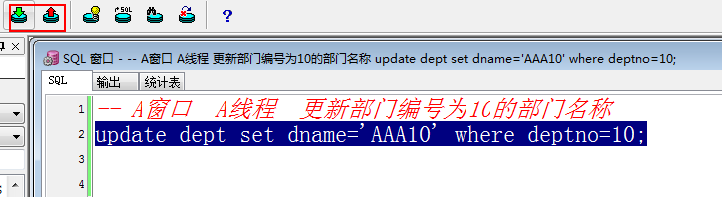 SQL 窗口 - -- A窗口 A线程 更新部门编号为10的部门名称 update dept set dname='AAA10' where deptno=10;
SQL 输出 统计表
1 -- A窗口 A线程 更新部门编号为10的部门名称
2 update dept set dname='AAA10' where deptno=10;
3
4